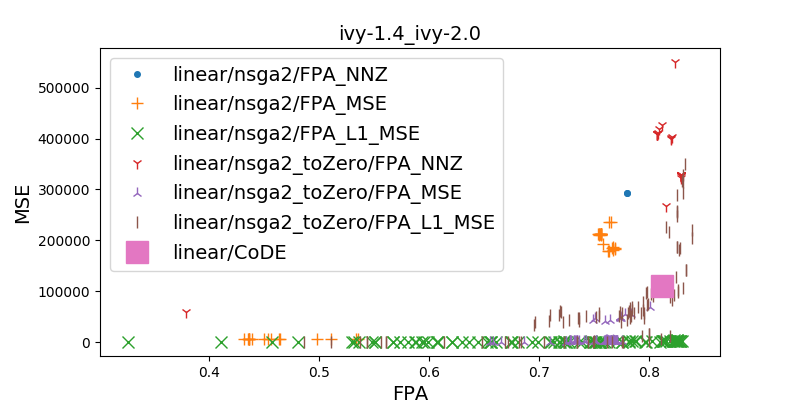 ivy-1.4_ivy-2.0
linear/nsga2/FPA_NNZ
linear/nsga2/FPA_MSE
linear/nsga2/FPA_L1_MSE
linear/nsga2_toZero/FPA_NNZ
linear/nsga2_toZero/FPA_MSE
linear/nsga2_toZero/FPA_L1_MSE
linear/CoDE
MSE
500000
400000
300000
200000
100000
0
0.4 0.5 0.6 0.7 0.8
FPA